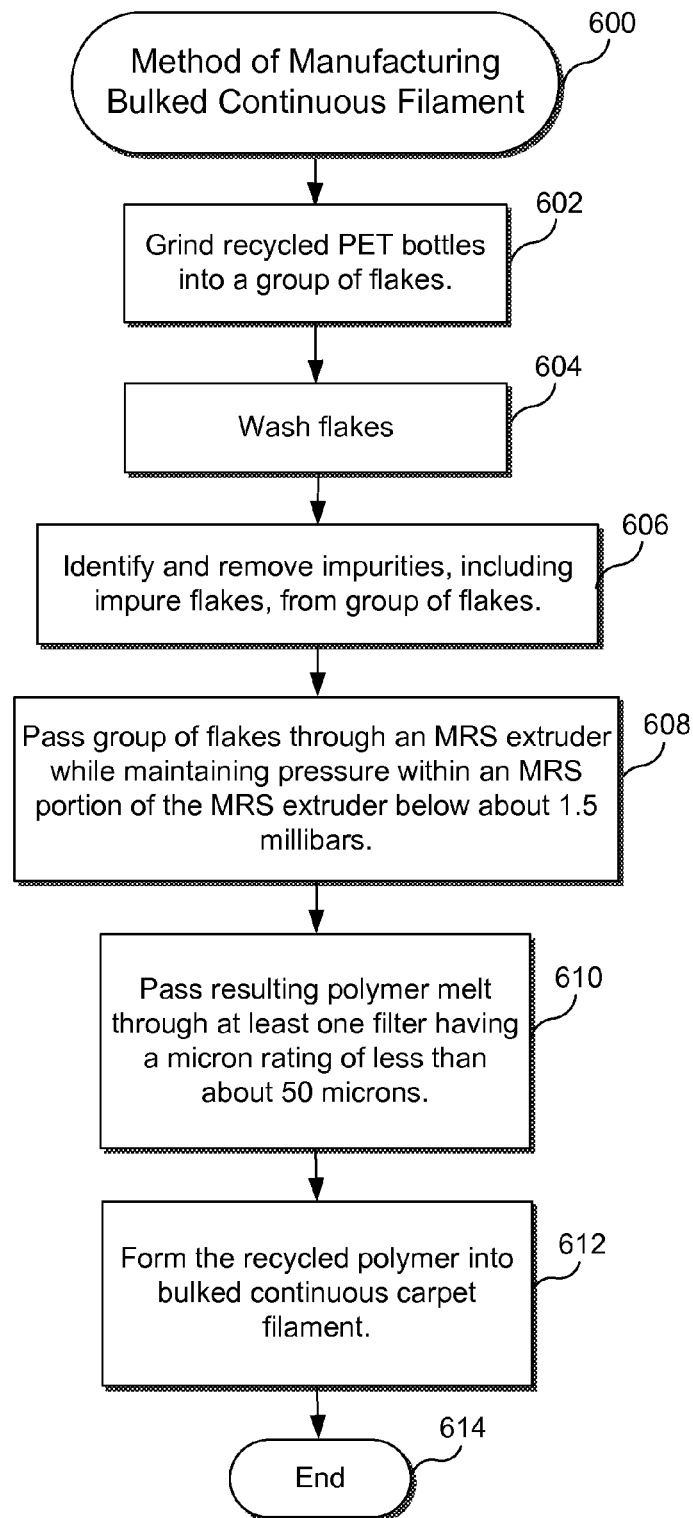 Method of Manufacturing
Bulked Continuous Filament
600
Grind recycled PET bottles
into a group of flakes.
602
Wash flakes
604
Identify and remove impurities, including
impure flakes, from group of flakes.
606
Pass group of flakes through an MRS extruder
while maintaining pressure within an MRS
portion of the MRS extruder below about 1.5
millibars.
608
Pass resulting polymer melt
through at least one filter having
a micron rating of less than
about 50 microns.
610
Form the recycled polymer into
bulked continuous carpet
filament.
612
End
614